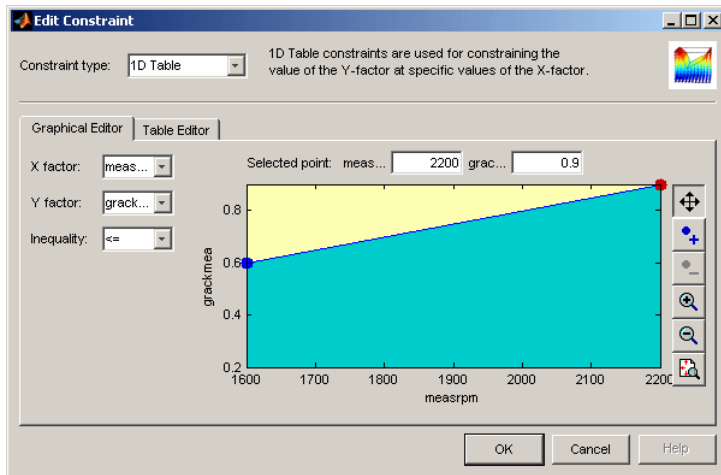 Edit Constraint
Constraint type: 1D Table
1D Table constraints are used for constraining the
value of the Y-factor at specific values of the X-factor.
Graphical Editor Table Editor
X factor: meas...
Y factor: grack...
Inequality: <=
Selected point: meas... 2200 grac... 0.9
0.8
0.6
0.4
0.2
grackmea
1600 1700 1800 1900 2000 2100 2200
measrpm
OK Cancel Help